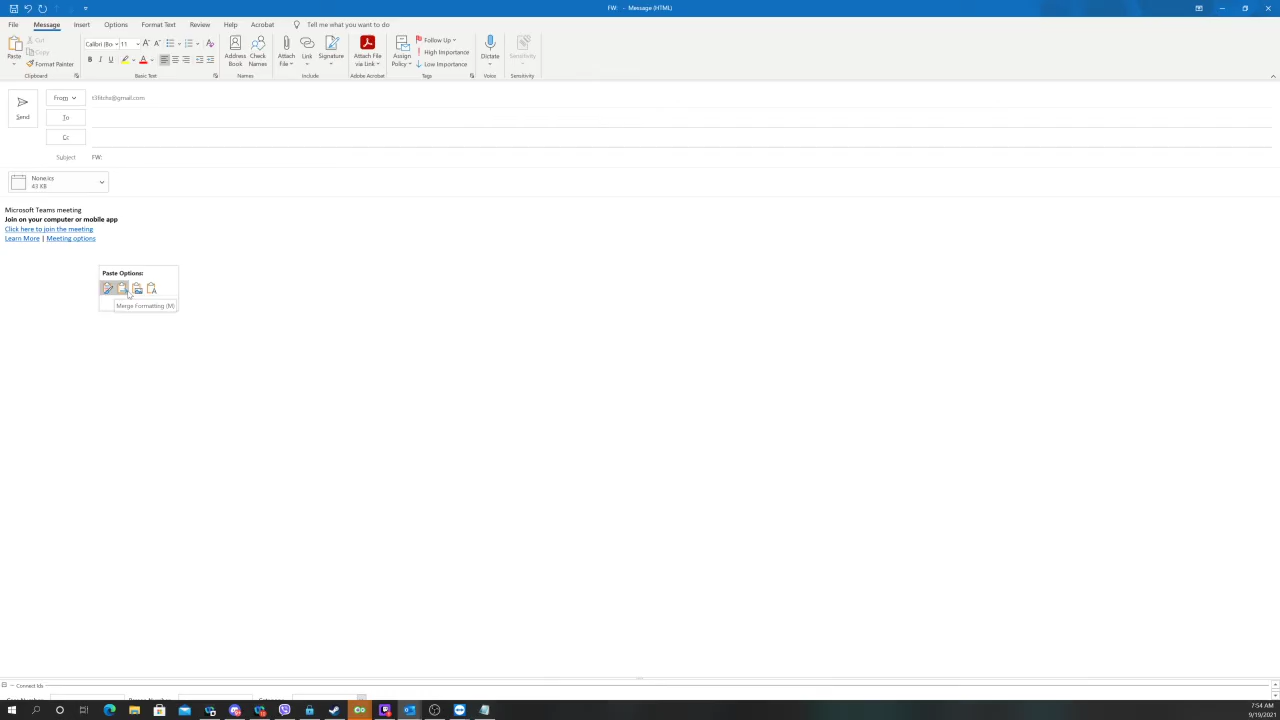 FW: - Message (HTML)
File Message Insert Options Format Text Review Help Acrobat Tell me what you want to do
Paste
Cut
Copy
Format Painter
Clipboard
Calibri (Bo 11
Basic Text
Address Book
Check Names
Names
Attach File
Link
Signature
Include
Attach File via Link
Adobe Acrobat
Assign Policy
Follow Up
High Importance
Low Importance
Tags
Dictate
Voice
Sensitivity
Sensitivity
Send
From
To
Cc
Subject FW:
None.ics
43 KB
Microsoft Teams meeting
Join on your computer or mobile app
Click here to join the meeting
Learn More | Meeting options
Paste Options:
Merge Formatting (M)
Connect Ids
7:54 AM
9/19/2021